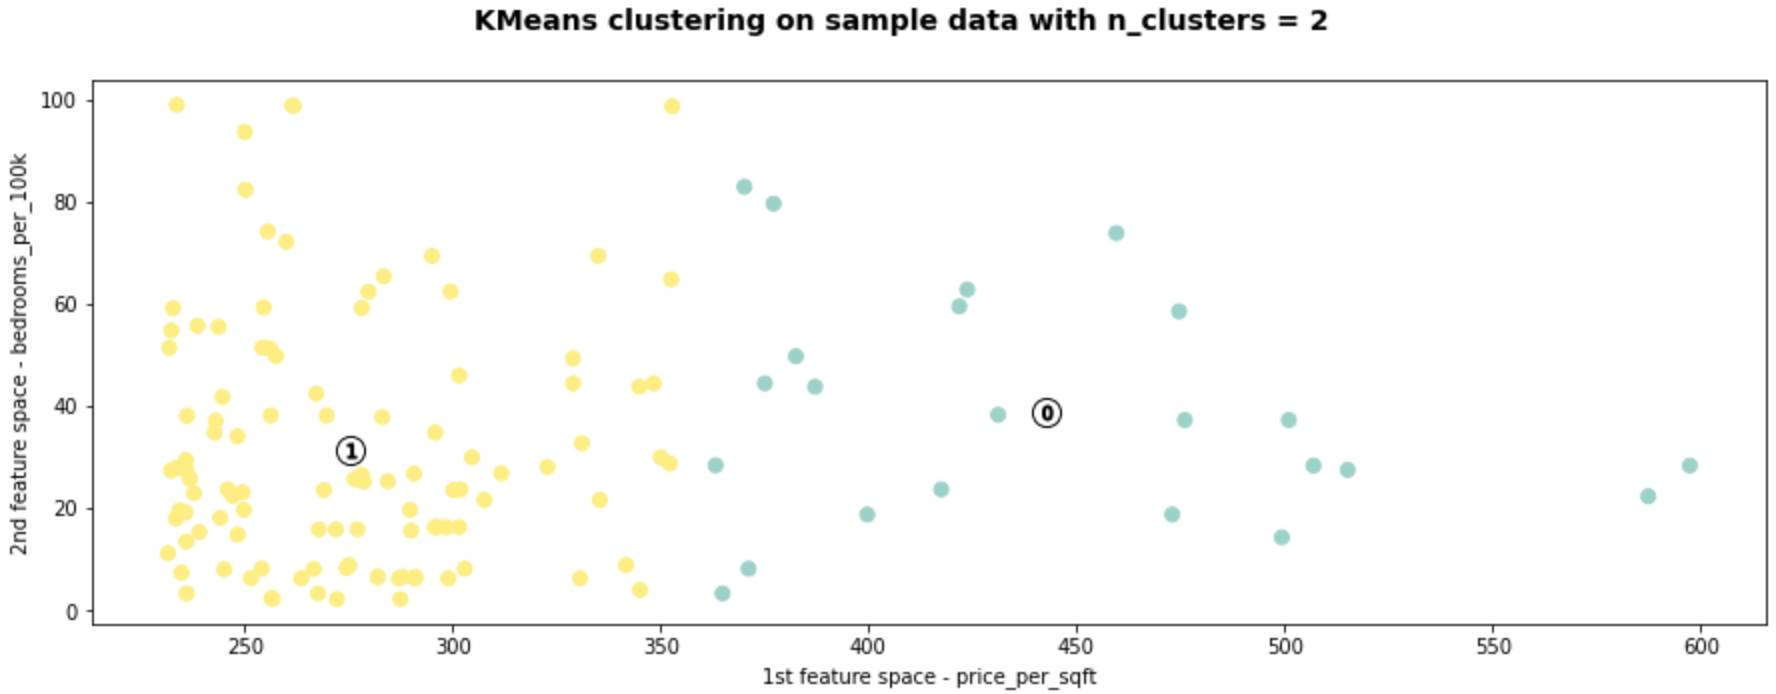 KMeans clustering on sample data with n_clusters = 2
2nd feature space - bedrooms_per_100k
100
80
60
40
20
0
1
0
250 300 350 400 450 500 550 600
1st feature space - price_per_sqft